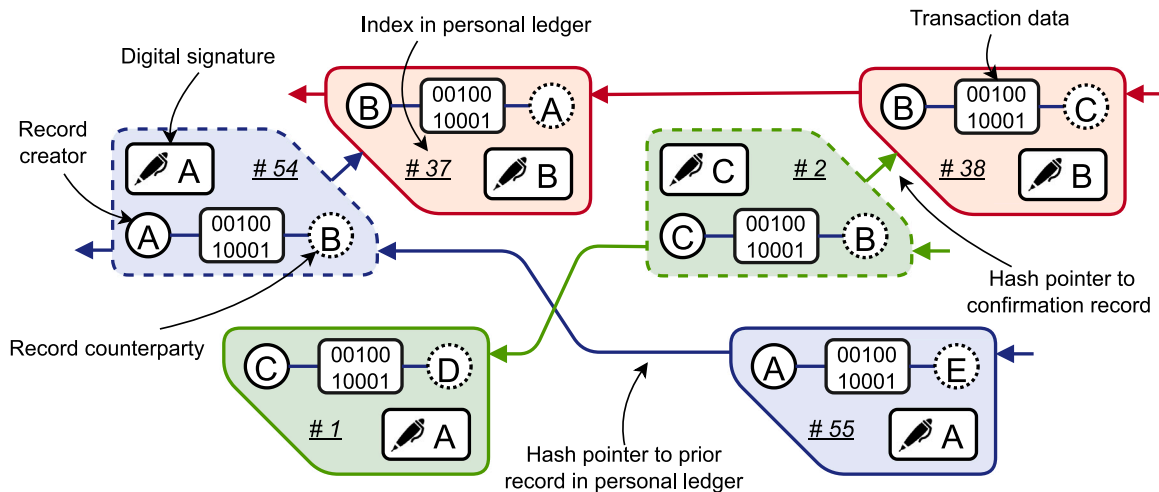 Digital signature
Index in personal ledger
Transaction data
Record
creator
B
00100
10001
A
# 37
B
B
00100
10001
C
# 38
B
A
# 54
A
00100
10001
B
C
# 2
C
00100
10001
B
Hash pointer to
confirmation record
Record counterparty
C
00100
10001
D
# 1
A
A
00100
10001
E
# 55
A
Hash pointer to prior
record in personal ledger